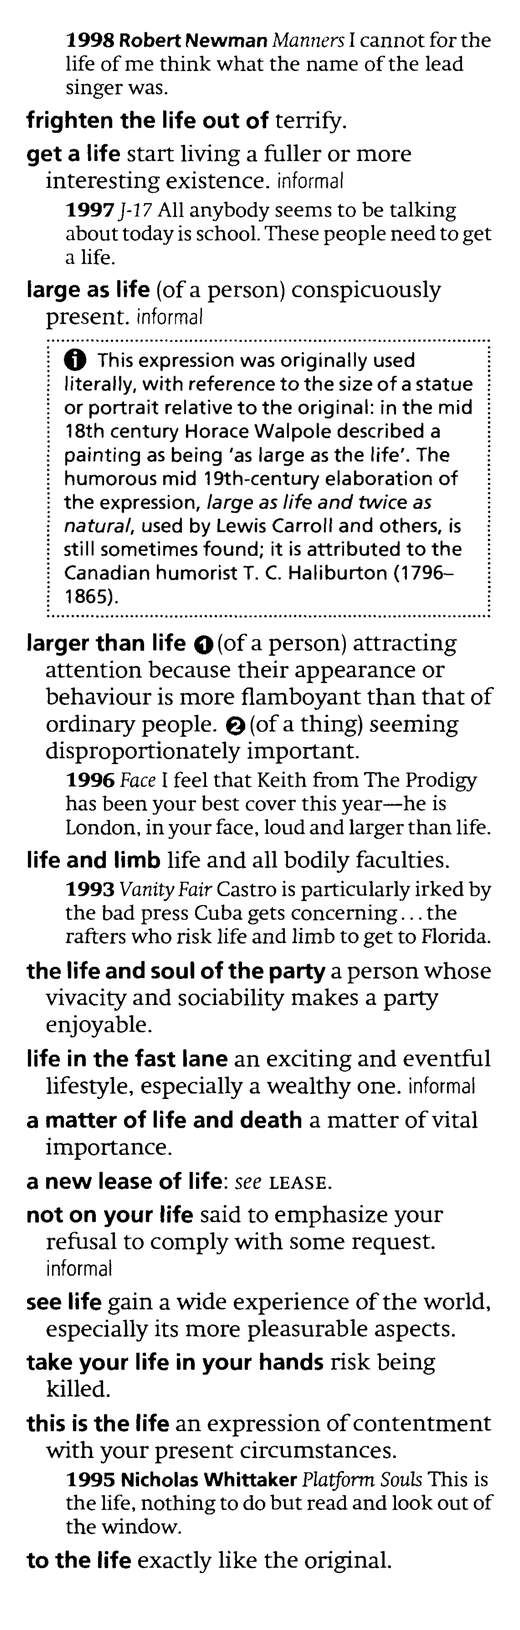 1998 Robert Newman Manners I cannot for the
life of me think what the name of the lead
singer was.
frighten the life out of terrify.
get a life start living a fuller or more
interesting existence. informal
1997 J-17 All anybody seems to be talking
about today is school. These people need to get
a life.
large as life (of a person) conspicuously
present. informal
i This expression was originally used
literally, with reference to the size of a statue
or portrait relative to the original: in the mid
18th century Horace Walpole described a
painting as being 'as large as the life'. The
humorous mid 19th-century elaboration of
the expression, large as life and twice as
natural, used by Lewis Carroll and others, is
still sometimes found; it is attributed to the
Canadian humorist T. C. Haliburton (1796–
1865).
larger than life ❶ (of a person) attracting
attention because their appearance or
behaviour is more flamboyant than that of
ordinary people. ❷ (of a thing) seeming
disproportionately important.
1996 Face I feel that Keith from The Prodigy
has been your best cover this year—he is
London, in your face, loud and larger than life.
life and limb life and all bodily faculties.
1993 Vanity Fair Castro is particularly irked by
the bad press Cuba gets concerning... the
rafters who risk life and limb to get to Florida.
the life and soul of the party a person whose
vivacity and sociability makes a party
enjoyable.
life in the fast lane an exciting and eventful
lifestyle, especially a wealthy one. informal
a matter of life and death a matter of vital
importance.
a new lease of life: see LEASE.
not on your life said to emphasize your
refusal to comply with some request.
informal
see life gain a wide experience of the world,
especially its more pleasurable aspects.
take your life in your hands risk being
killed.
this is the life an expression of contentment
with your present circumstances.
1995 Nicholas Whittaker Platform Souls This is
the life, nothing to do but read and look out of
the window.
to the life exactly like the original.